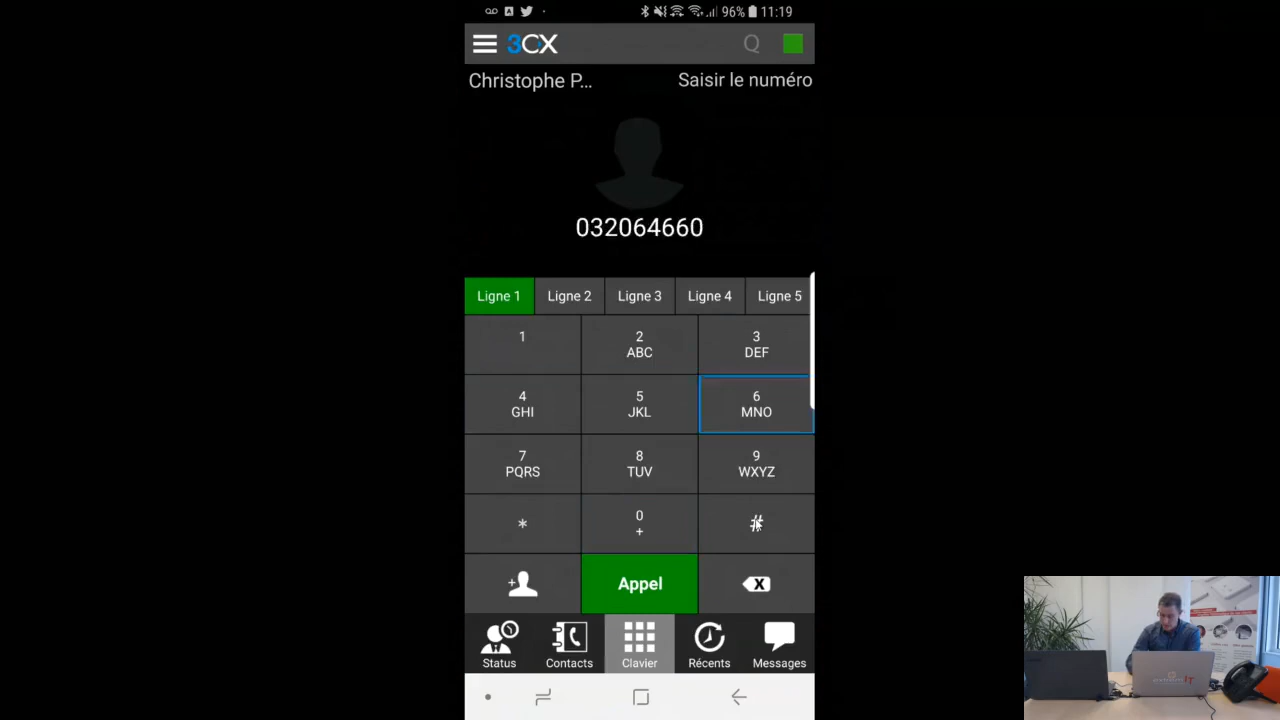 96% 11:19
3CX
Christophe P... Saisir le numéro
032064660
Ligne 1 Ligne 2 Ligne 3 Ligne 4 Ligne 5
1 2 3
ABC DEF
4 5 6
GHI JKL MNO
7 8 9
PQRS TUV WXYZ
* 0 #
+
Appel
Status Contacts Clavier Récents Messages